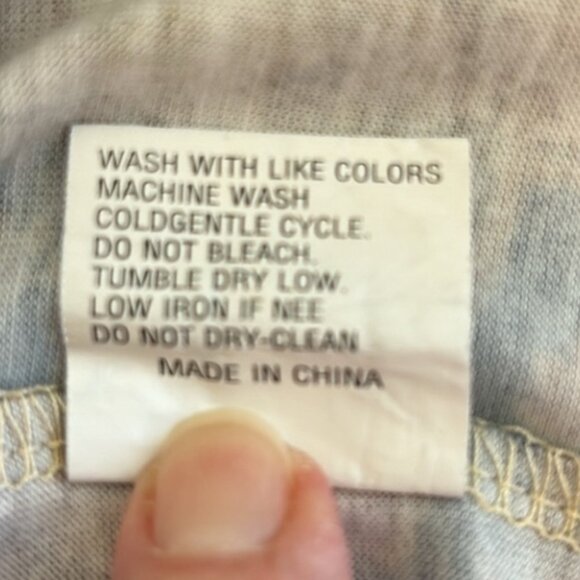 WASH WITH LIKE COLORS
MACHINE WASH
COLDGENTLE CYCLE.
DO NOT BLEACH.
TUMBLE DRY LOW.
LOW IRON IF NEE
DO NOT DRY-CLEAN
MADE IN CHINA